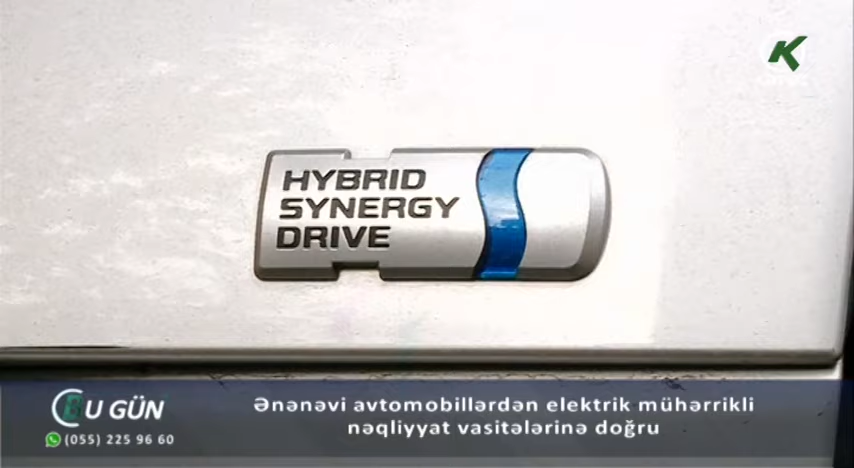 K
HYBRID
SYNERGY
DRIVE
BU GÜN
(055) 225 96 60
Ənənəvi avtomobillərdən elektrik mühərrikli
nəqliyyat vasitələrinə doğru